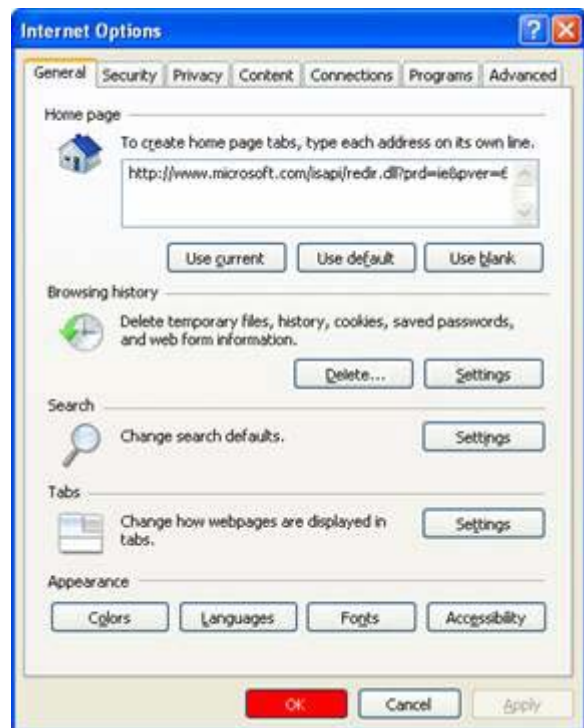 Internet Options
General Security Privacy Content Connections Programs Advanced
Home page
To create home page tabs, type each address on its own line.
http://www.microsoft.com/isapi/redir.dll?prd=ie&pver=6
Use current Use default Use blank
Browsing history
Delete temporary files, history, cookies, saved passwords,
and web form information.
Delete... Settings
Search
Change search defaults.
Settings
Tabs
Change how webpages are displayed in
tabs.
Settings
Appearance
Colors Languages Fonts Accessibility
OK Cancel Apply